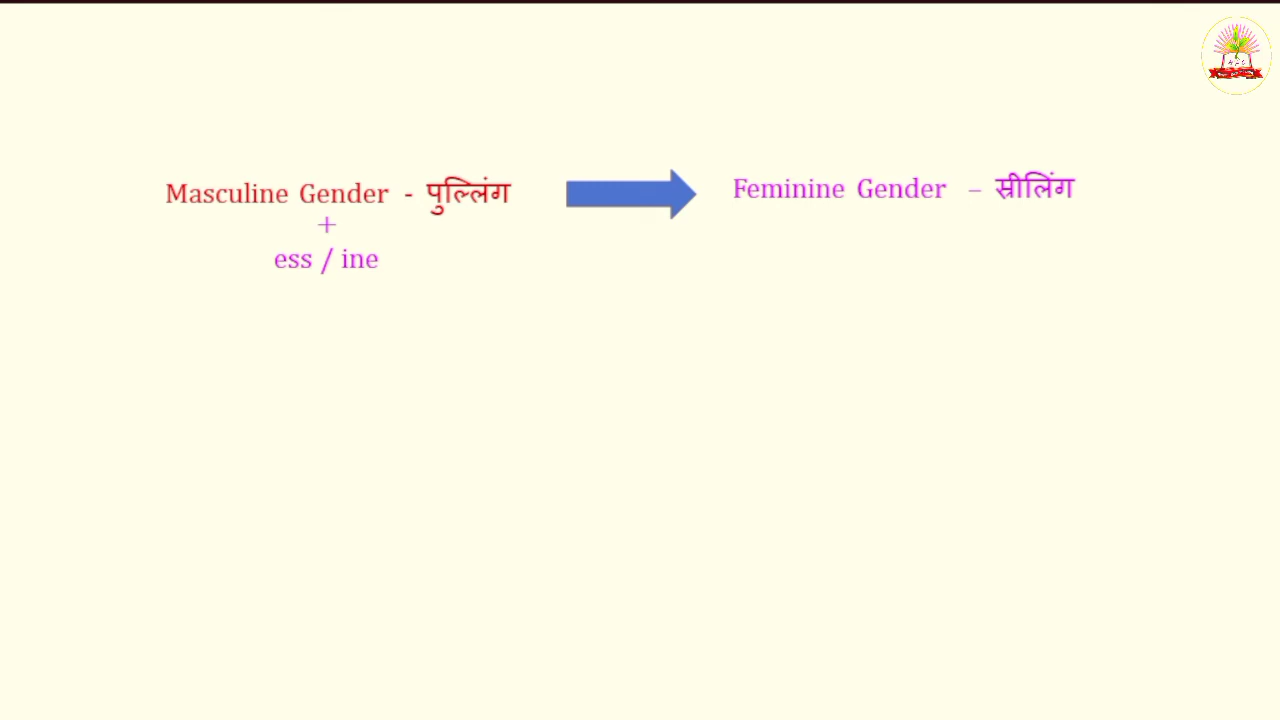 Masculine Gender - पुल्लिंग
Feminine Gender – स्रीलिंग
+
ess / ine